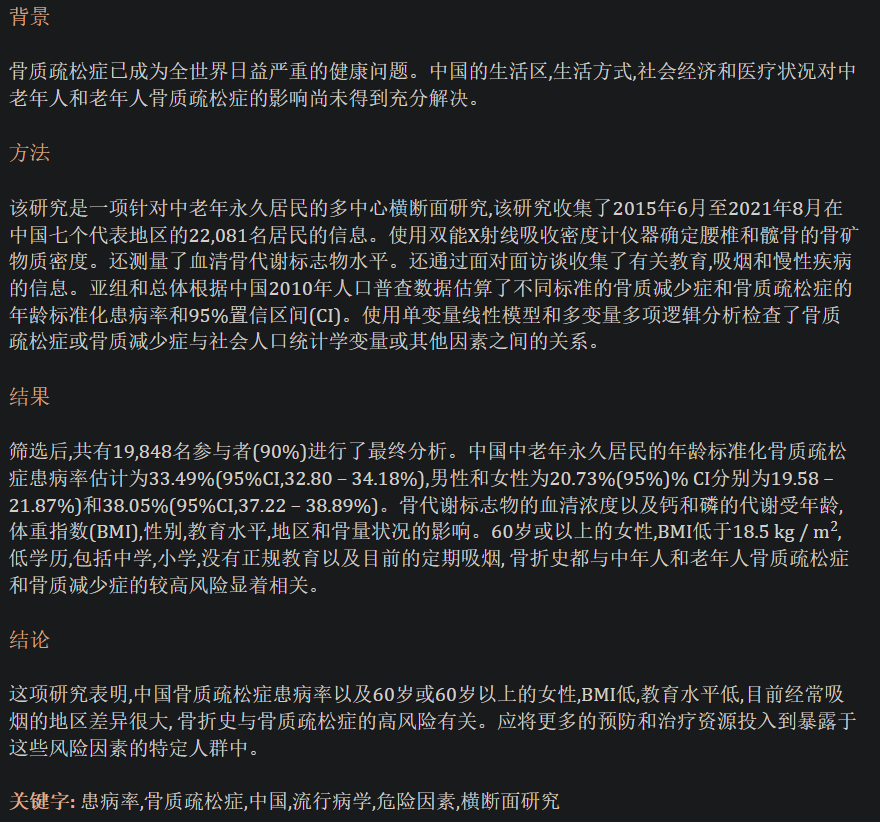 背景
骨质疏松症已成为全世界日益严重的健康问题。中国的生活区,生活方式,社会经济和医疗状况对中
老年人和老年人骨质疏松症的影响尚未得到充分解决。
方法
该研究是一项针对中老年永久居民的多中心横断面研究,该研究收集了2015年6月至2021年8月在
中国七个代表地区的22,081名居民的信息。使用双能X射线吸收密度计仪器确定腰椎和髋骨的骨矿
物质密度。还测量了血清骨代谢标志物水平。还通过面对面访谈收集了有关教育,吸烟和慢性疾病
的信息。亚组和总体根据中国2010年人口普查数据估算了不同标准的骨质减少症和骨质疏松症的
年龄标准化患病率和95%置信区间(CI)。使用单变量线性模型和多变量多项逻辑分析检查了骨质
疏松症或骨质减少症与社会人口统计学变量或其他因素之间的关系。
结果
筛选后,共有19,848名参与者(90%)进行了最终分析。中国中老年永久居民的年龄标准化骨质疏松
症患病率估计为33.49%(95%CI,32.80 – 34.18%),男性和女性为20.73%(95%)% CI分别为19.58 –
21.87%)和38.05%(95%CI,37.22 – 38.89%)。骨代谢标志物的血清浓度以及钙和磷的代谢受年龄,
体重指数(BMI),性别,教育水平,地区和骨量状况的影响。60岁或以上的女性,BMI低于18.5 kg / m²,
低学历,包括中学,小学,没有正规教育以及目前的定期吸烟, 骨折史都与中年人和老年人骨质疏松症
和骨质减少症的较高风险显着相关。
结论
这项研究表明,中国骨质疏松症患病率以及60岁或60岁以上的女性,BMI低,教育水平低,目前经常吸
烟的地区差异很大, 骨折史与骨质疏松症的高风险有关。应将更多的预防和治疗资源投入到暴露于
这些风险因素的特定人群中。
关键字: 患病率,骨质疏松症,中国,流行病学,危险因素,横断面研究